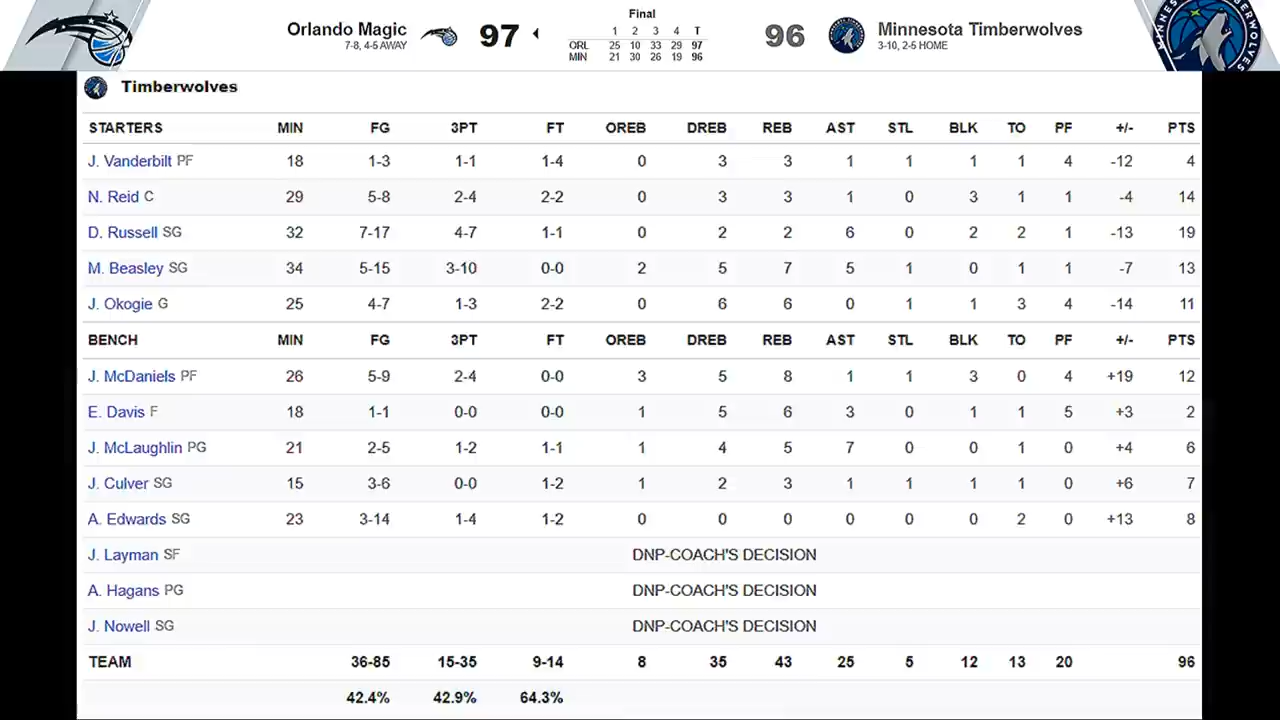 Final
Orlando Magic 97 96 Minnesota Timberwolves
7-8, 4-5 AWAY 3-10, 2-5 HOME
1 2 3 4 T
ORL 25 10 33 29 97
MIN 21 30 26 19 96
Timberwolves
STARTERS MIN FG 3PT FT OREB DREB REB AST STL BLK TO PF +/- PTS
J. Vanderbilt PF 18 1-3 1-1 1-4 0 3 3 1 1 1 1 4 -12 4
N. Reid C 29 5-8 2-4 2-2 0 3 3 1 0 3 1 1 -4 14
D. Russell SG 32 7-17 4-7 1-1 0 2 2 6 0 2 2 1 -13 19
M. Beasley SG 34 5-15 3-10 0-0 2 5 7 5 1 0 1 1 -7 13
J. Okogie G 25 4-7 1-3 2-2 0 6 6 0 1 1 3 4 -14 11
BENCH MIN FG 3PT FT OREB DREB REB AST STL BLK TO PF +/- PTS
J. McDaniels PF 26 5-9 2-4 0-0 3 5 8 1 1 3 0 4 +19 12
E. Davis F 18 1-1 0-0 0-0 1 5 6 3 0 1 1 5 +3 2
J. McLaughlin PG 21 2-5 1-2 1-1 1 4 5 7 0 0 1 0 +4 6
J. Culver SG 15 3-6 0-0 1-2 1 2 3 1 1 1 1 0 +6 7
A. Edwards SG 23 3-14 1-4 1-2 0 0 0 0 0 0 2 0 +13 8
J. Layman SF DNP-COACH'S DECISION
A. Hagans PG DNP-COACH'S DECISION
J. Nowell SG DNP-COACH'S DECISION
TEAM 36-85 15-35 9-14 8 35 43 25 5 12 13 20 96
42.4% 42.9% 64.3%